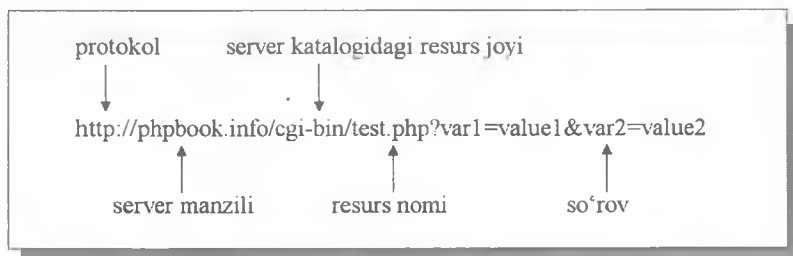 protokol server katalogidagi resurs joyi
http://phpbook.info/cgi-bin/test.php?var1=value1&var2=value2
server manzili resurs nomi so‘rov